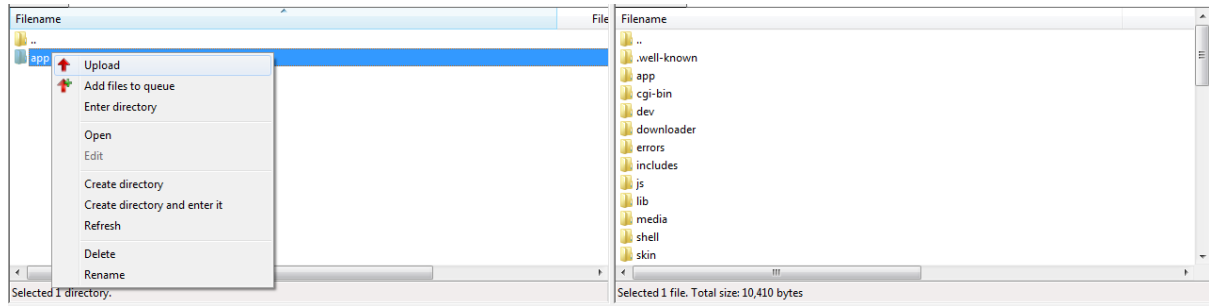 Filename
File
..
app
Upload
Add files to queue
Enter directory
Open
Edit
Create directory
Create directory and enter it
Refresh
Delete
Rename
Selected 1 directory.
Filename
..
.well-known
app
cgi-bin
dev
downloader
errors
includes
js
lib
media
shell
skin
Selected 1 file. Total size: 10,410 bytes